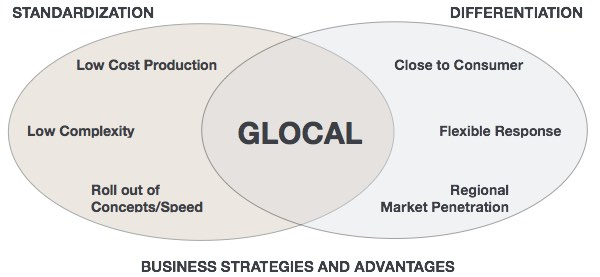 STANDARDIZATION
DIFFERENTIATION
Low Cost Production
Close to Consumer
Low Complexity
GLOCAL
Flexible Response
Roll out of
Concepts/Speed
Regional
Market Penetration
BUSINESS STRATEGIES AND ADVANTAGES